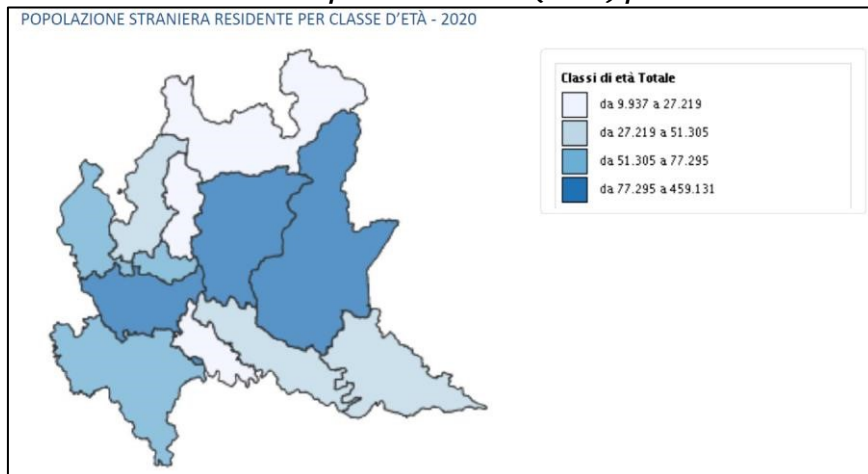 POPOLAZIONE STRANIERA RESIDENTE PER CLASSE D'ETÀ - 2020
Classi di età Totale
da 9.937 a 27.219
da 27.219 a 51.305
da 51.305 a 77.295
da 77.295 a 459.131